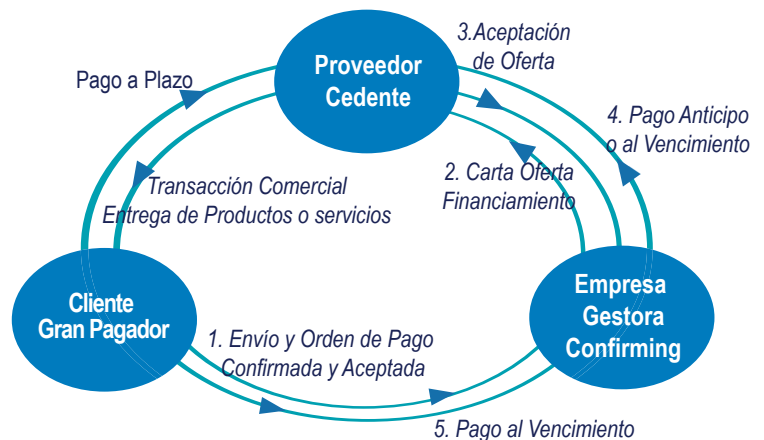 3.Aceptación
de Oferta
Proveedor
Cedente
Pago a Plazo
4. Pago Anticipo
o al Vencimiento
2. Carta Oferta
Financiamiento
Transacción Comercial
Entrega de Productos o servicios
Cliente
Gran Pagador
Empresa
Gestora
Confirming
1. Envío y Orden de Pago
Confirmada y Aceptada
5. Pago al Vencimiento